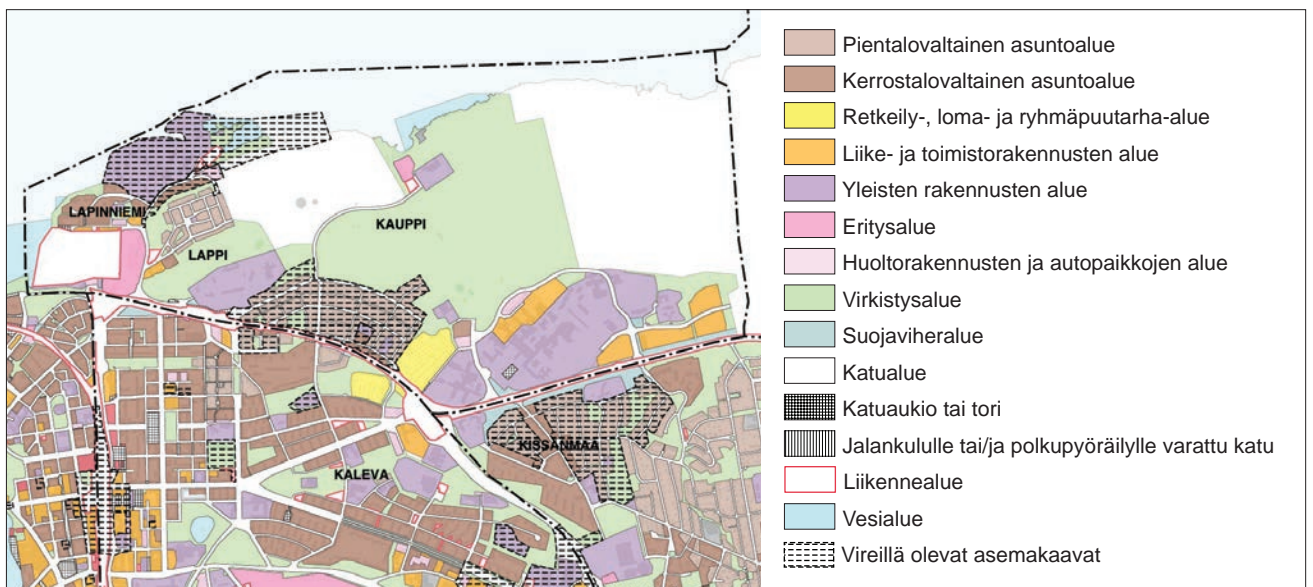 LAPINNIEMI
LAPPI
KAUPPI
KISSANMAA
KALEVA
Pientalovaltainen asuntoalue
Kerrostalovaltainen asuntoalue
Retkeily-, loma- ja ryhmäpuutarha-alue
Liike- ja toimistorakennusten alue
Yleisten rakennusten alue
Eritysalue
Huoltorakennusten ja autopaikkojen alue
Virkistysalue
Suojaviheralue
Katualue
Katuaukio tai tori
Jalankululle tai/ja polkupyöräilylle varattu katu
Liikennealue
Vesialue
Vireillä olevat asemakaavat